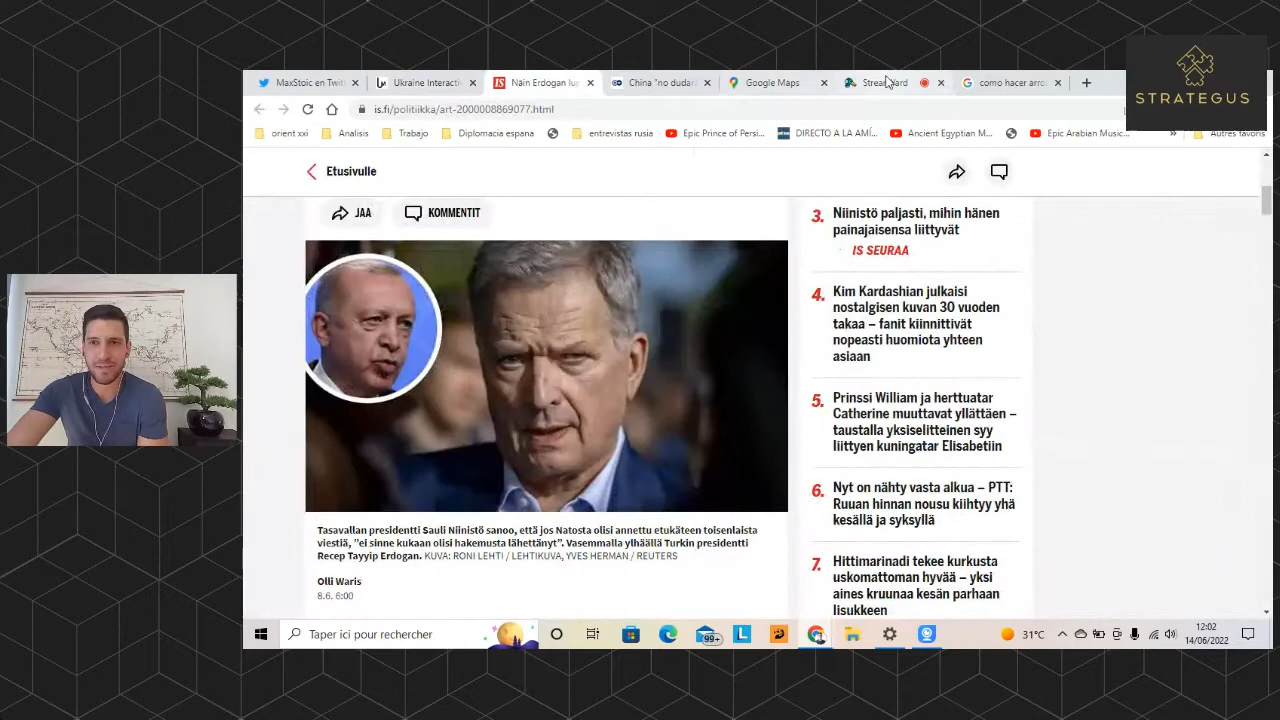 STRATEGUS
MaxStoic en Twitt
Ukraine Interacti
Näin Erdogan
China "no dudará
Google Maps
StreamYard
como hacer arro
is.fi/politiikka/art-2000008869077.html
orient xxi
Analisis
Trabajo
Diplomacia espana
entrevistas rusia
Epic Prince of Persi...
DIRECTO A LA AMÍ...
Ancient Egyptian M...
Epic Arabian Music...
»
Autres favoris
Etusivulle
JAA
KOMMENTIT
Tasavallan presidentti Sauli Niinistö sanoo, että jos Natosta olisi annettu etukäteen toisenlaista
viestiä, ”ei sinne kukaan olisi hakemusta lähettänyt”. Vasemmalla ylhäällä Turkin presidentti
Recep Tayyip Erdogan. KUVA: RONI LEHTI / LEHTIKUVA, YVES HERMAN / REUTERS
Olli Waris
8.6. 6:00
3. Niinistö paljasti, mihin hänen
painajaisensa liittyvät
IS SEURAA
4. Kim Kardashian julkaisi
nostalgisen kuvan 30 vuoden
takaa – fanit kiinnittivät
nopeasti huomiota yhteen
asiaan
5. Prinssi William ja herttuatar
Catherine muuttavat yllättäen –
taustalla yksiselitteinen syy
liittyen kuningatar Elisabetiin
6. Nyt on nähty vasta alkua – PTT:
Ruuan hinnan nousu kiihtyy yhä
kesällä ja syksyllä
7. Hittimarinadi tekee kurkusta
uskomattoman hyvää – yksi
aines kruunaa kesän parhaan
lisukkeen
Taper ici pour rechercher
99+
L
31°C
12:02
14/06/2022